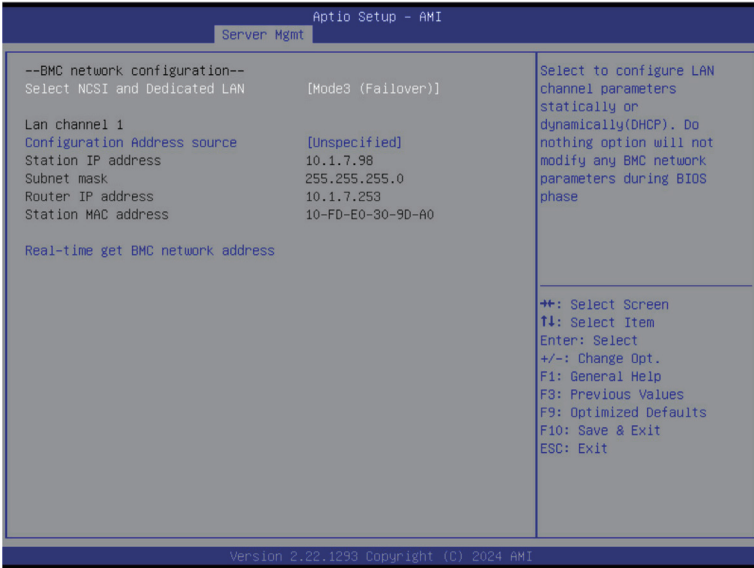 Aptio Setup – AMI
Server Mgmt
--BMC network configuration--
Select NCSI and Dedicated LAN [Mode3 (Failover)]
Lan channel 1
Configuration Address source [Unspecified]
Station IP address 10.1.7.98
Subnet mask 255.255.255.0
Router IP address 10.1.7.253
Station MAC address 10-FD-E0-30-9D-A0
Real-time get BMC network address
Select to configure LAN
channel parameters
statically or
dynamically(DHCP). Do
nothing option will not
modify any BMC network
parameters during BIOS
phase
→←: Select Screen
↑↓: Select Item
Enter: Select
+/-: Change Opt.
F1: General Help
F3: Previous Values
F9: Optimized Defaults
F10: Save & Exit
ESC: Exit
Version 2.22.1293 Copyright (C) 2024 AMI